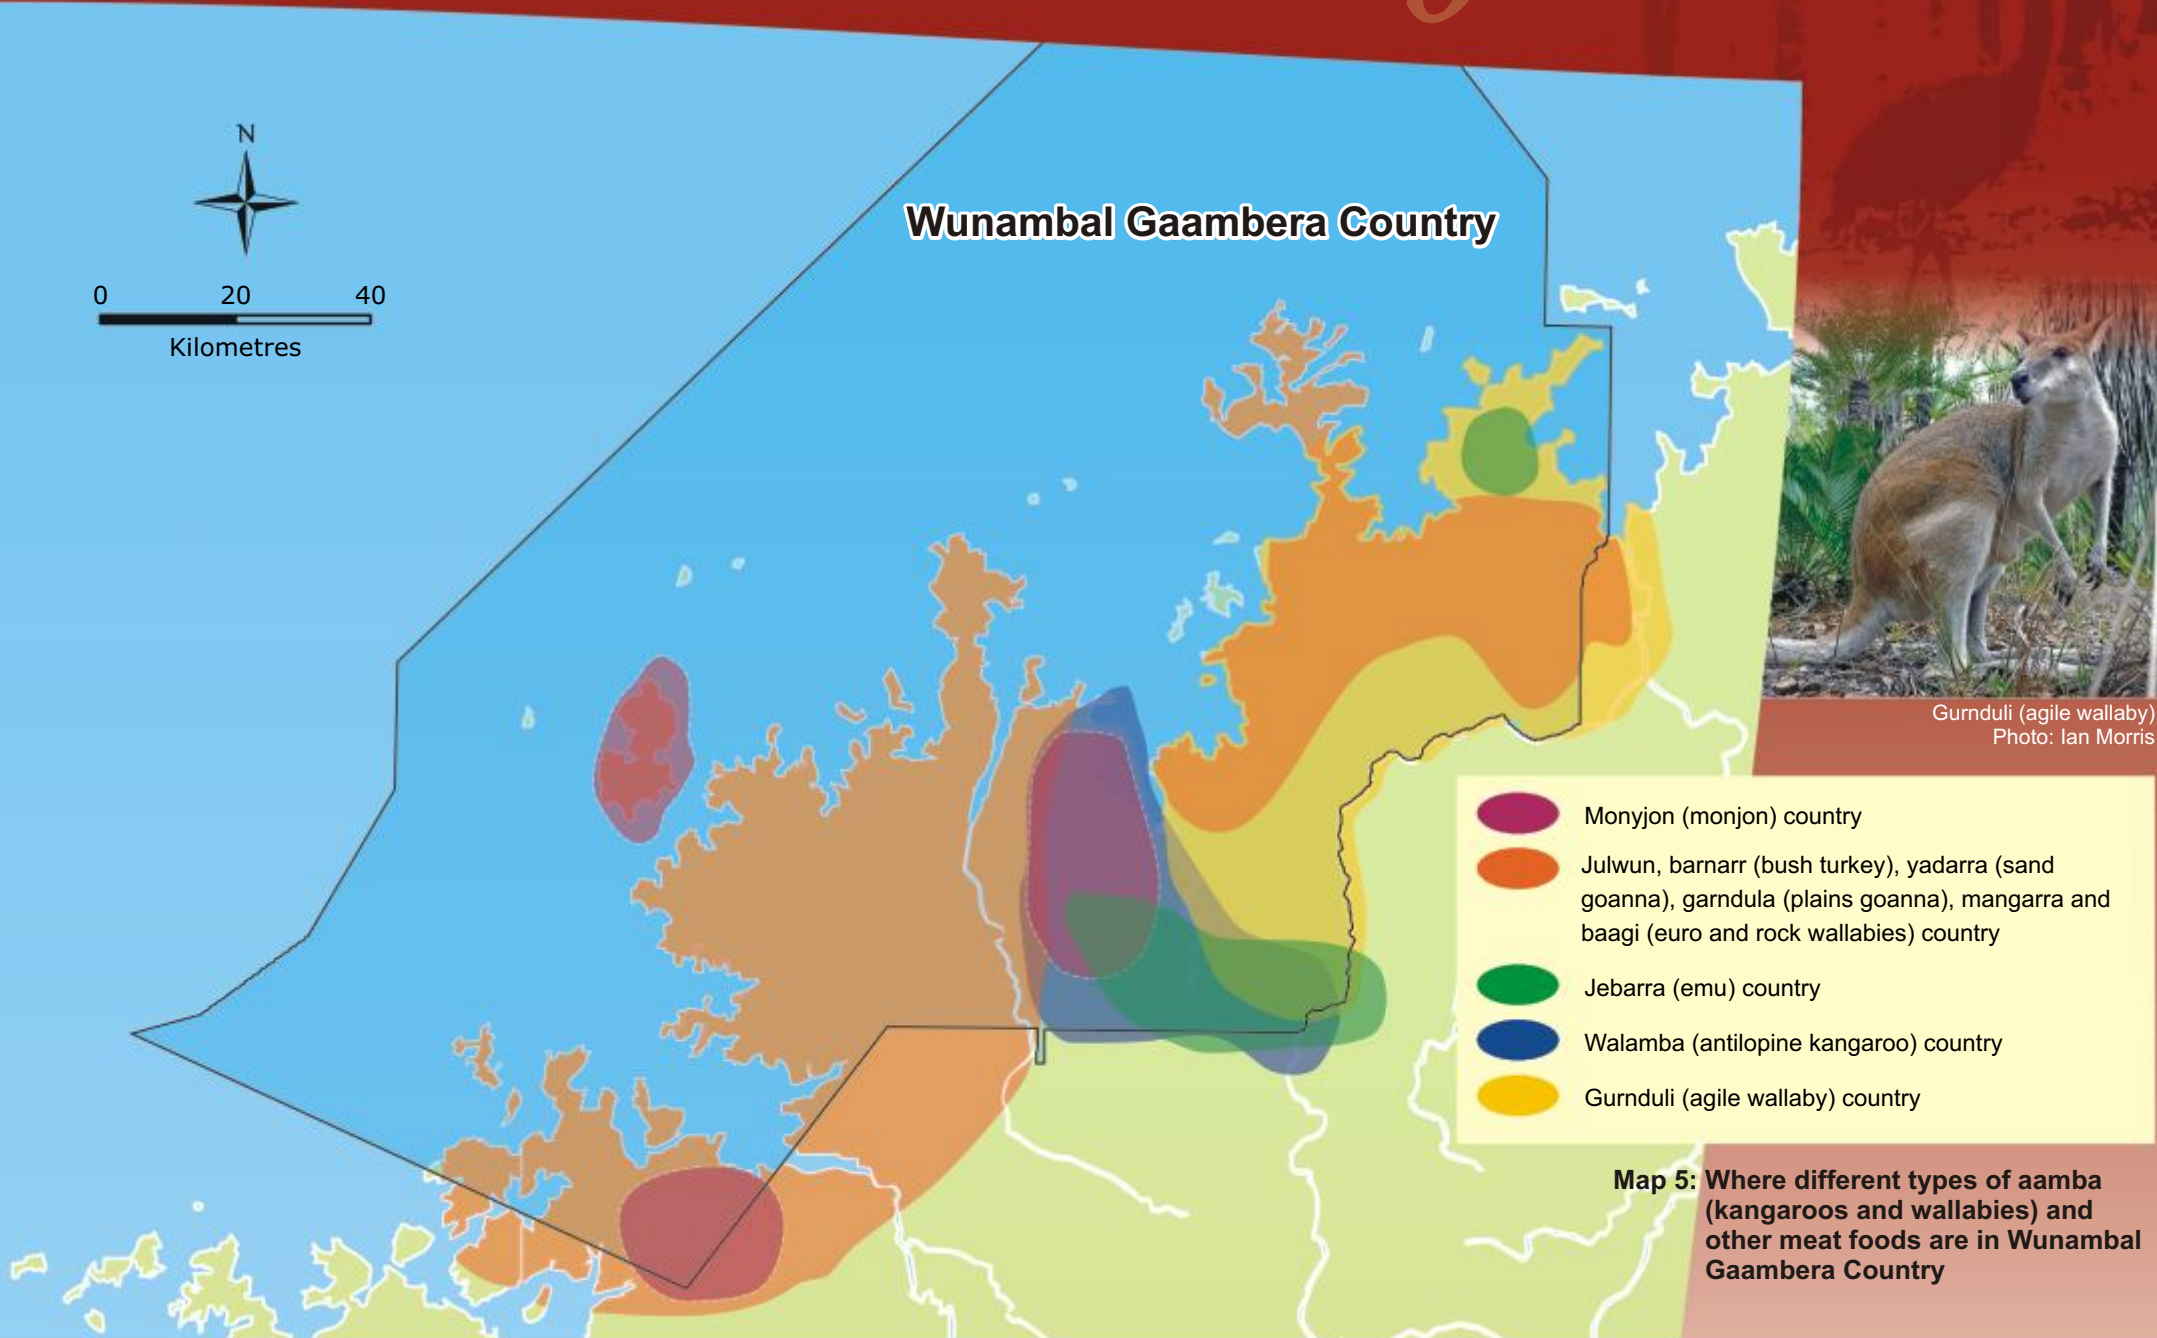 Wunambal Gaambera Country
N
0 20 40
Kilometres
Gurnduli (agile wallaby)
Photo: Ian Morris
Monyjon (monjon) country
Julwun, barnarr (bush turkey), yadarra (sand
goanna), garndula (plains goanna), mangarra and
baagi (euro and rock wallabies) country
Jebarra (emu) country
Walamba (antilopine kangaroo) country
Gurnduli (agile wallaby) country
Map 5: Where different types of aamba
(kangaroos and wallabies) and
other meat foods are in Wunambal
Gaambera Country